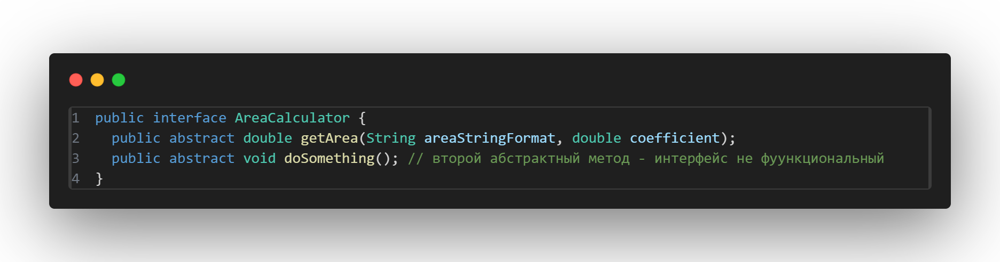 1 public interface AreaCalculator {
2 public abstract double getArea(String areaStringFormat, double coefficient);
3 public abstract void doSomething(); // второй абстрактный метод - интерфейс не фуункциональный
4 }